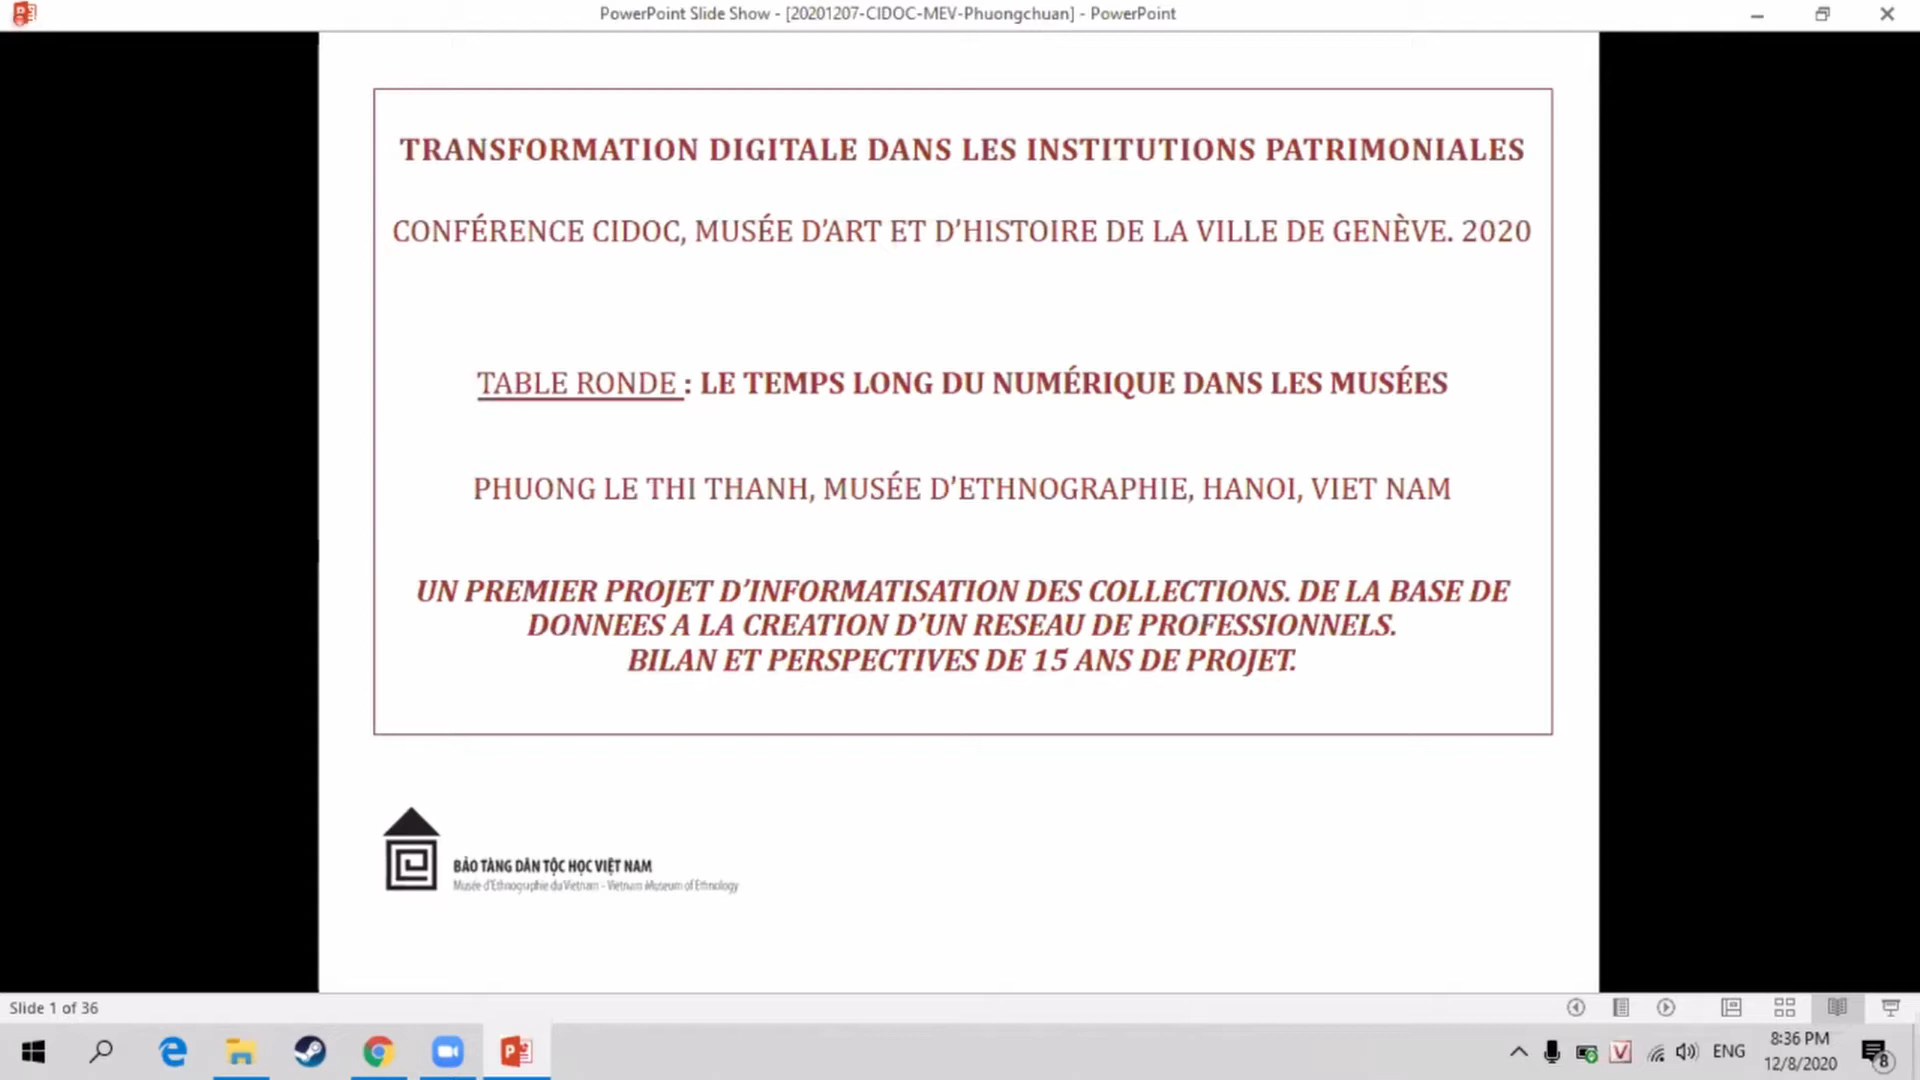 PowerPoint Slide Show - [20201207-CIDOC-MEV-Phuongchuan] - PowerPoint
TRANSFORMATION DIGITALE DANS LES INSTITUTIONS PATRIMONIALES
CONFÉRENCE CIDOC, MUSÉE D’ART ET D’HISTOIRE DE LA VILLE DE GENÈVE. 2020
TABLE RONDE : LE TEMPS LONG DU NUMÉRIQUE DANS LES MUSÉES
PHUONG LE THI THANH, MUSÉE D’ETHNOGRAPHIE, HANOI, VIET NAM
UN PREMIER PROJET D’INFORMATISATION DES COLLECTIONS. DE LA BASE DE
DONNEES A LA CREATION D’UN RESEAU DE PROFESSIONNELS.
BILAN ET PERSPECTIVES DE 15 ANS DE PROJET.
BẢO TÀNG DÂN TỘC HỌC VIỆT NAM
Musée d'Ethnographie du Vietnam - Vietnam Museum of Ethnology
Slide 1 of 36
ENG
8:36 PM
12/8/2020
8